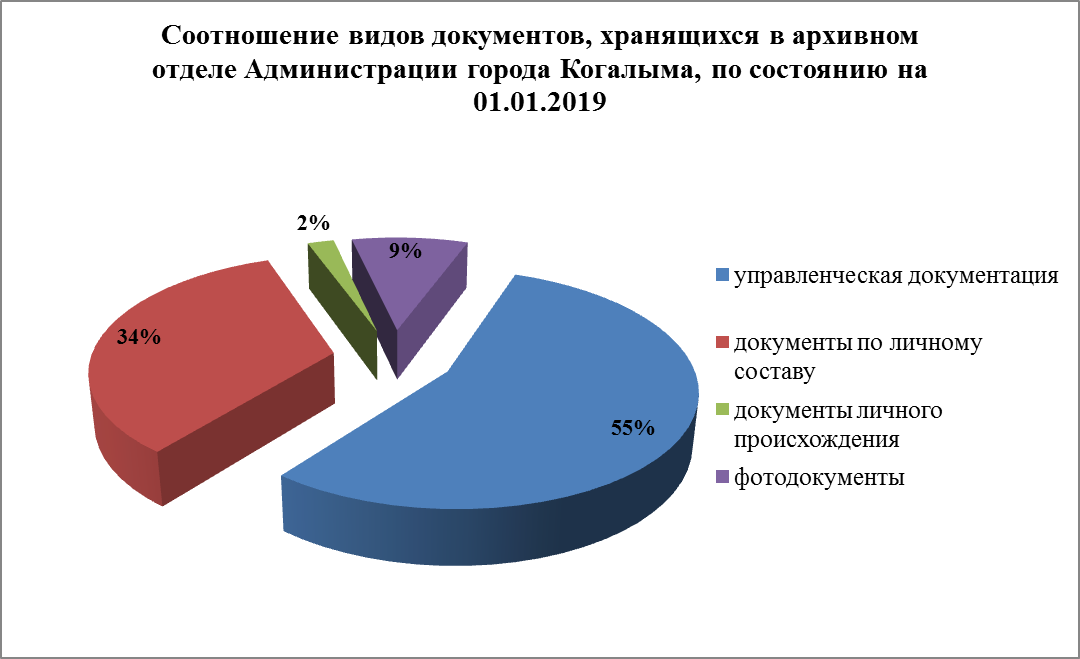 Соотношение видов документов, хранящихся в архивном
отделе Администрации города Когалыма, по состоянию на
01.01.2019
2%
9%
34%
55%
управленческая документация
документы по личному
составу
документы личного
происхождения
фотодокументы